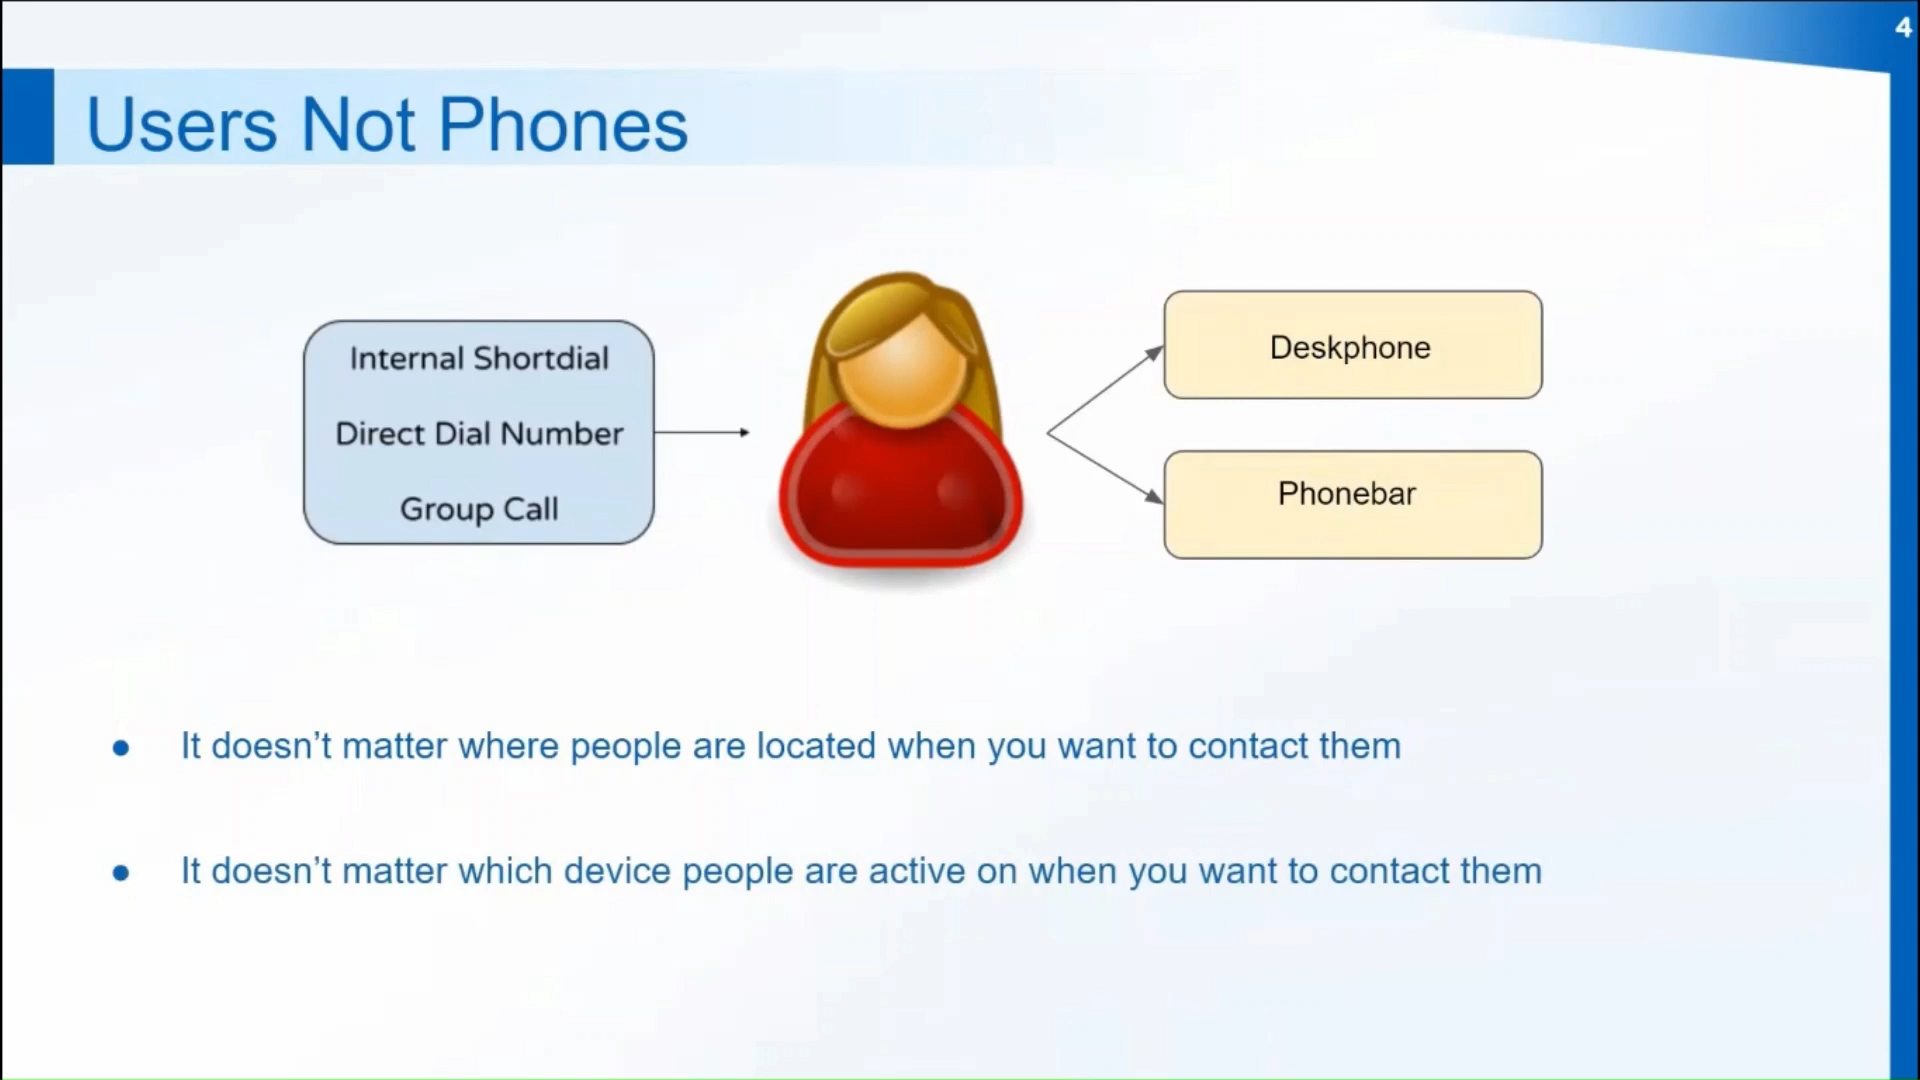 4
Users Not Phones
Internal Shortdial
Direct Dial Number
Group Call
Deskphone
Phonebar
It doesn’t matter where people are located when you want to contact them
It doesn’t matter which device people are active on when you want to contact them